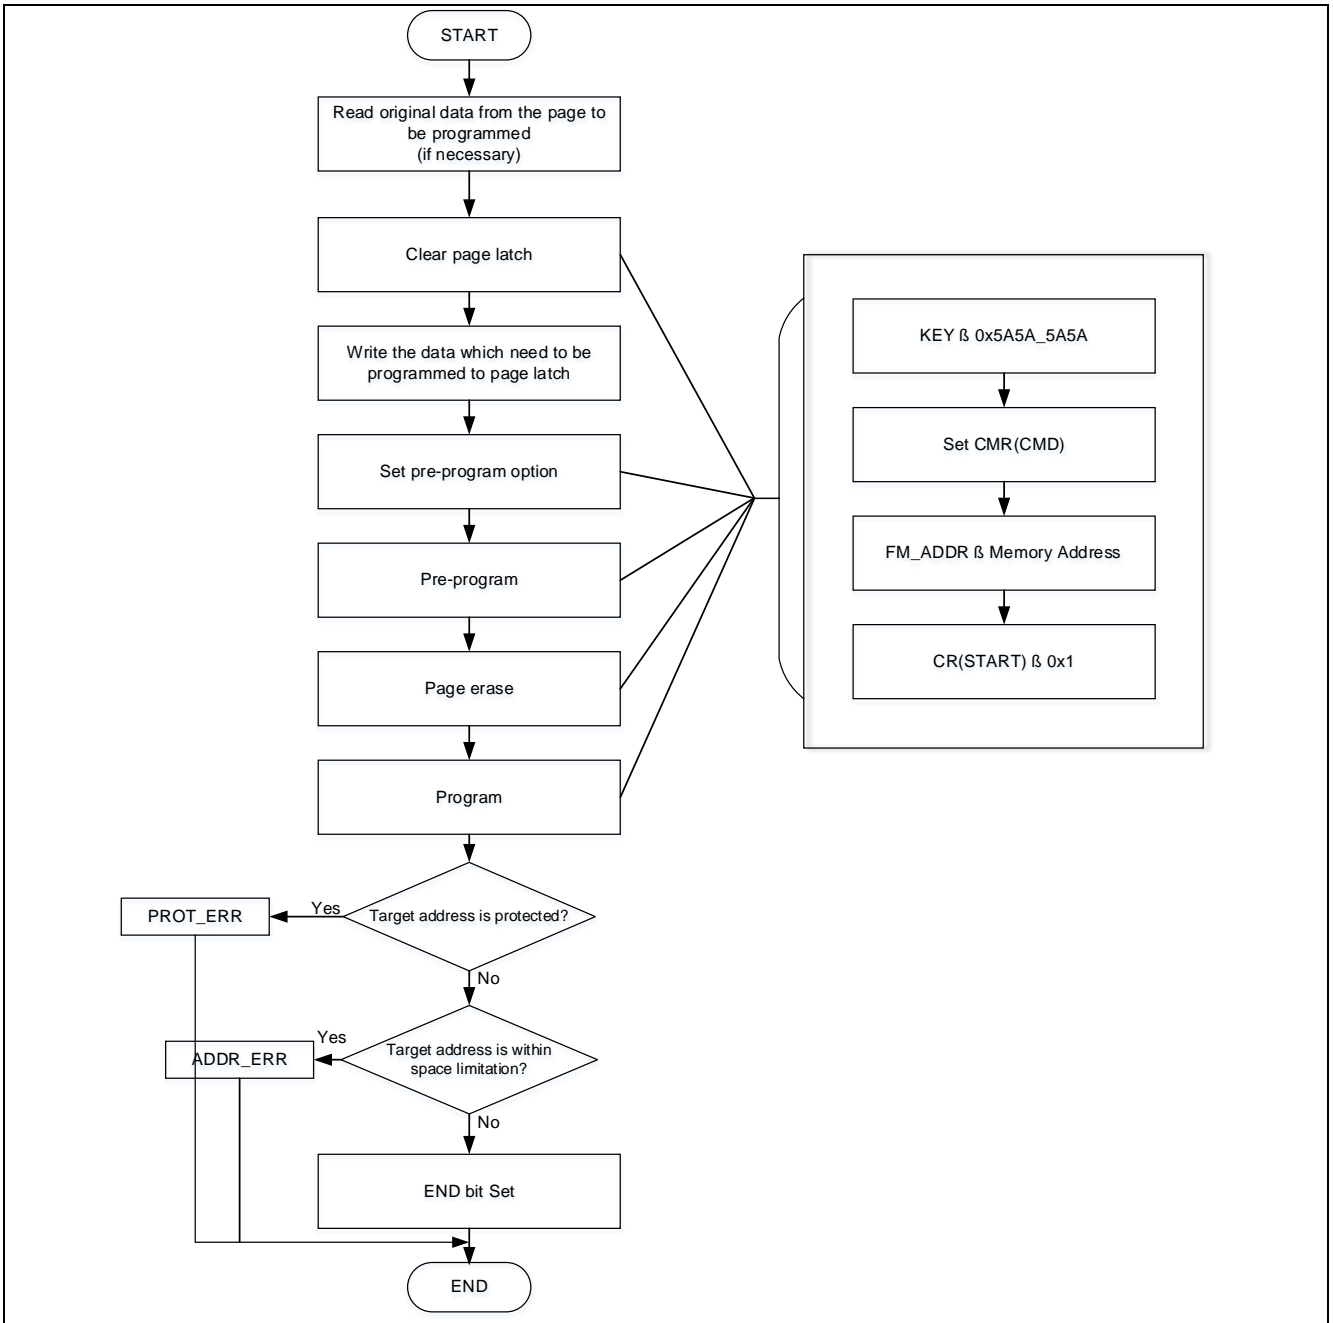 START
Read original data from the page to
be programmed
(if necessary)
Clear page latch
Write the data which need to be
programmed to page latch
Set pre-program option
Pre-program
Page erase
Program
Target address is protected?
Yes
PROT_ERR
No
Target address is within
space limitation?
Yes
ADDR_ERR
No
END bit Set
END
KEY ß 0x5A5A_5A5A
Set CMR(CMD)
FM_ADDR ß Memory Address
CR(START) ß 0x1